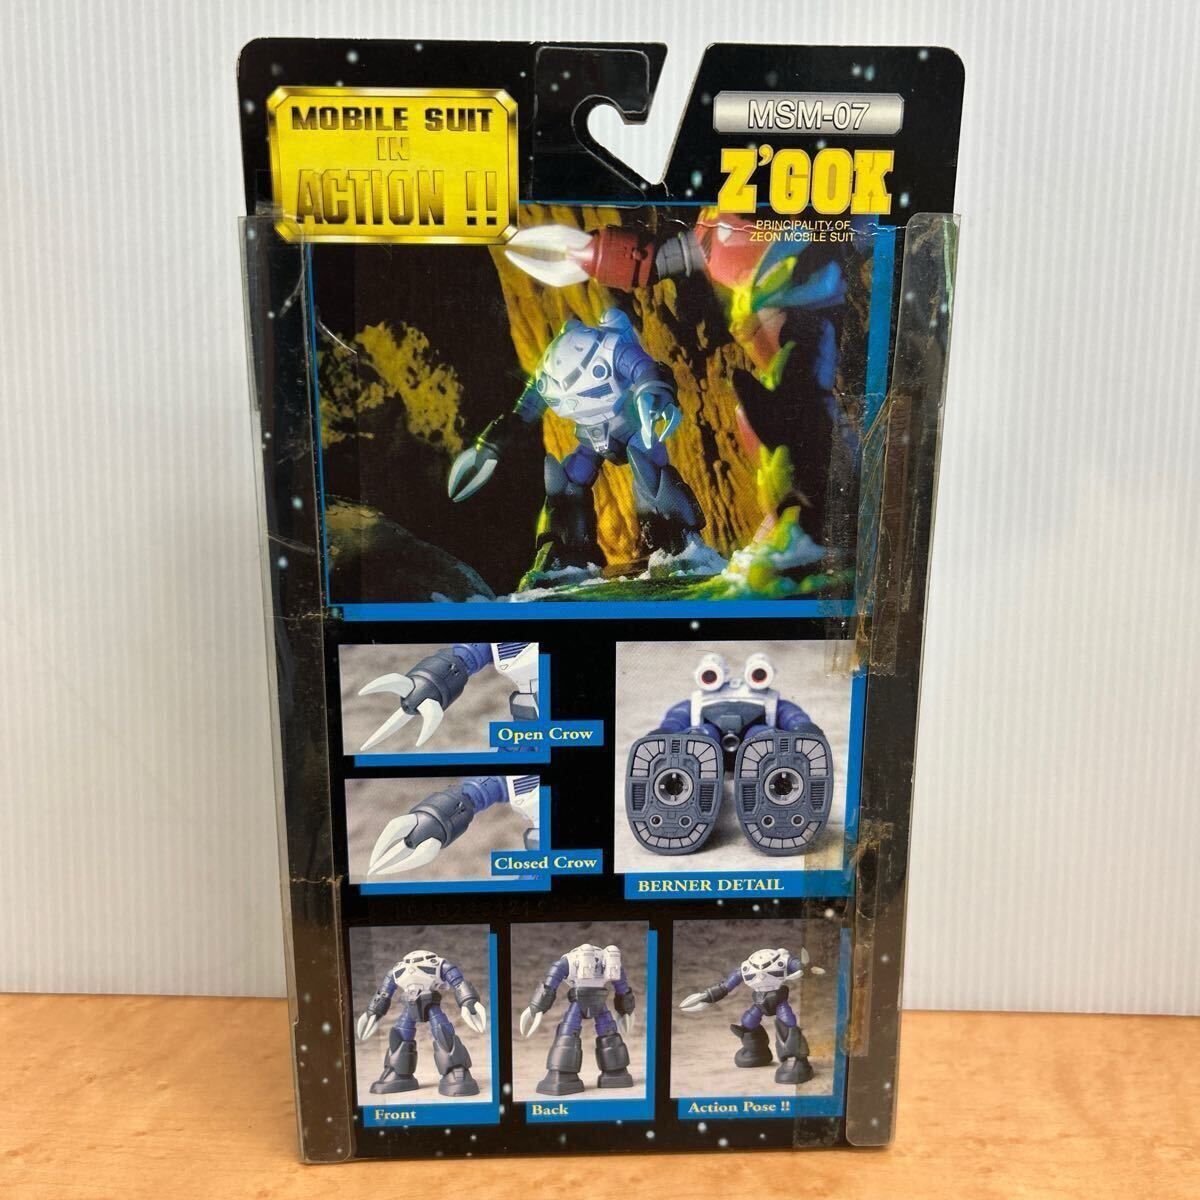 MOBILE SUIT
IN
ACTION !!
MSM-07
Z'GOK
PRINCIPALITY OF
ZEON MOBILE SUIT
Open Crow
Closed Crow
BERNER DETAIL
Front
Back
Action Pose !!